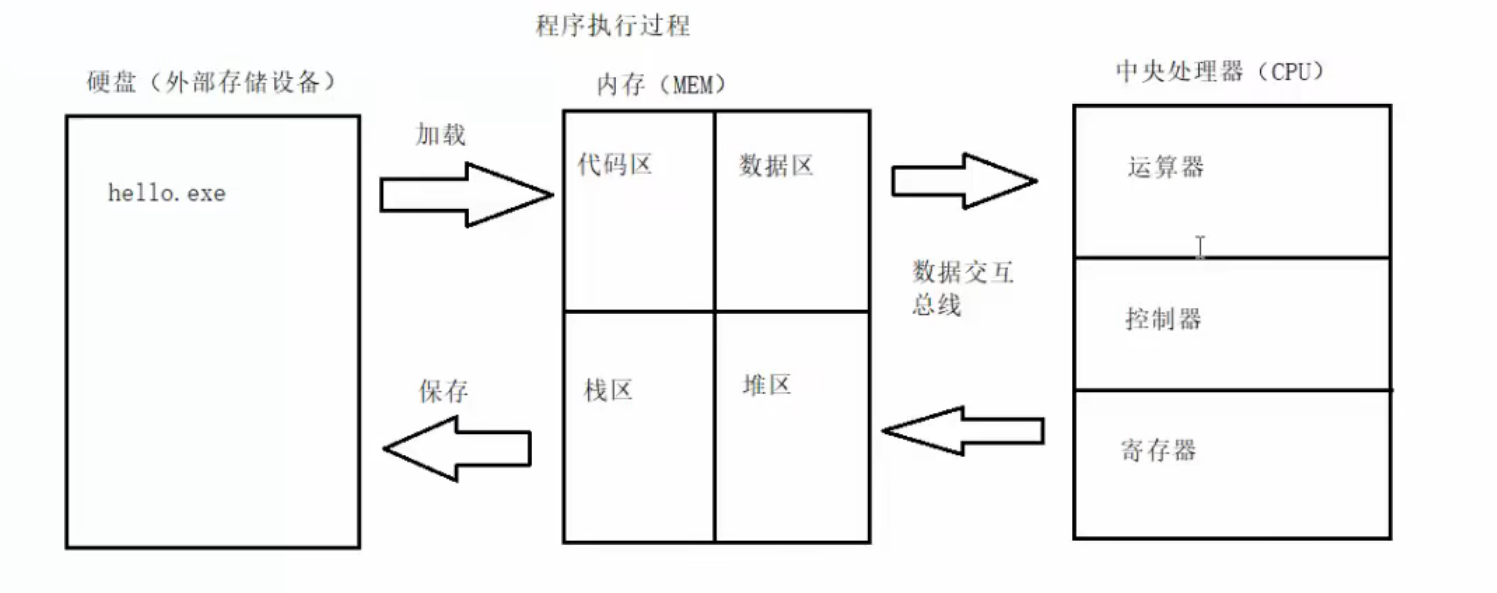 程序执行过程
硬盘（外部存储设备）
内存（MEM）
中央处理器（CPU）
hello.exe
加载
保存
代码区
数据区
栈区
堆区
数据交互
总线
运算器
控制器
寄存器